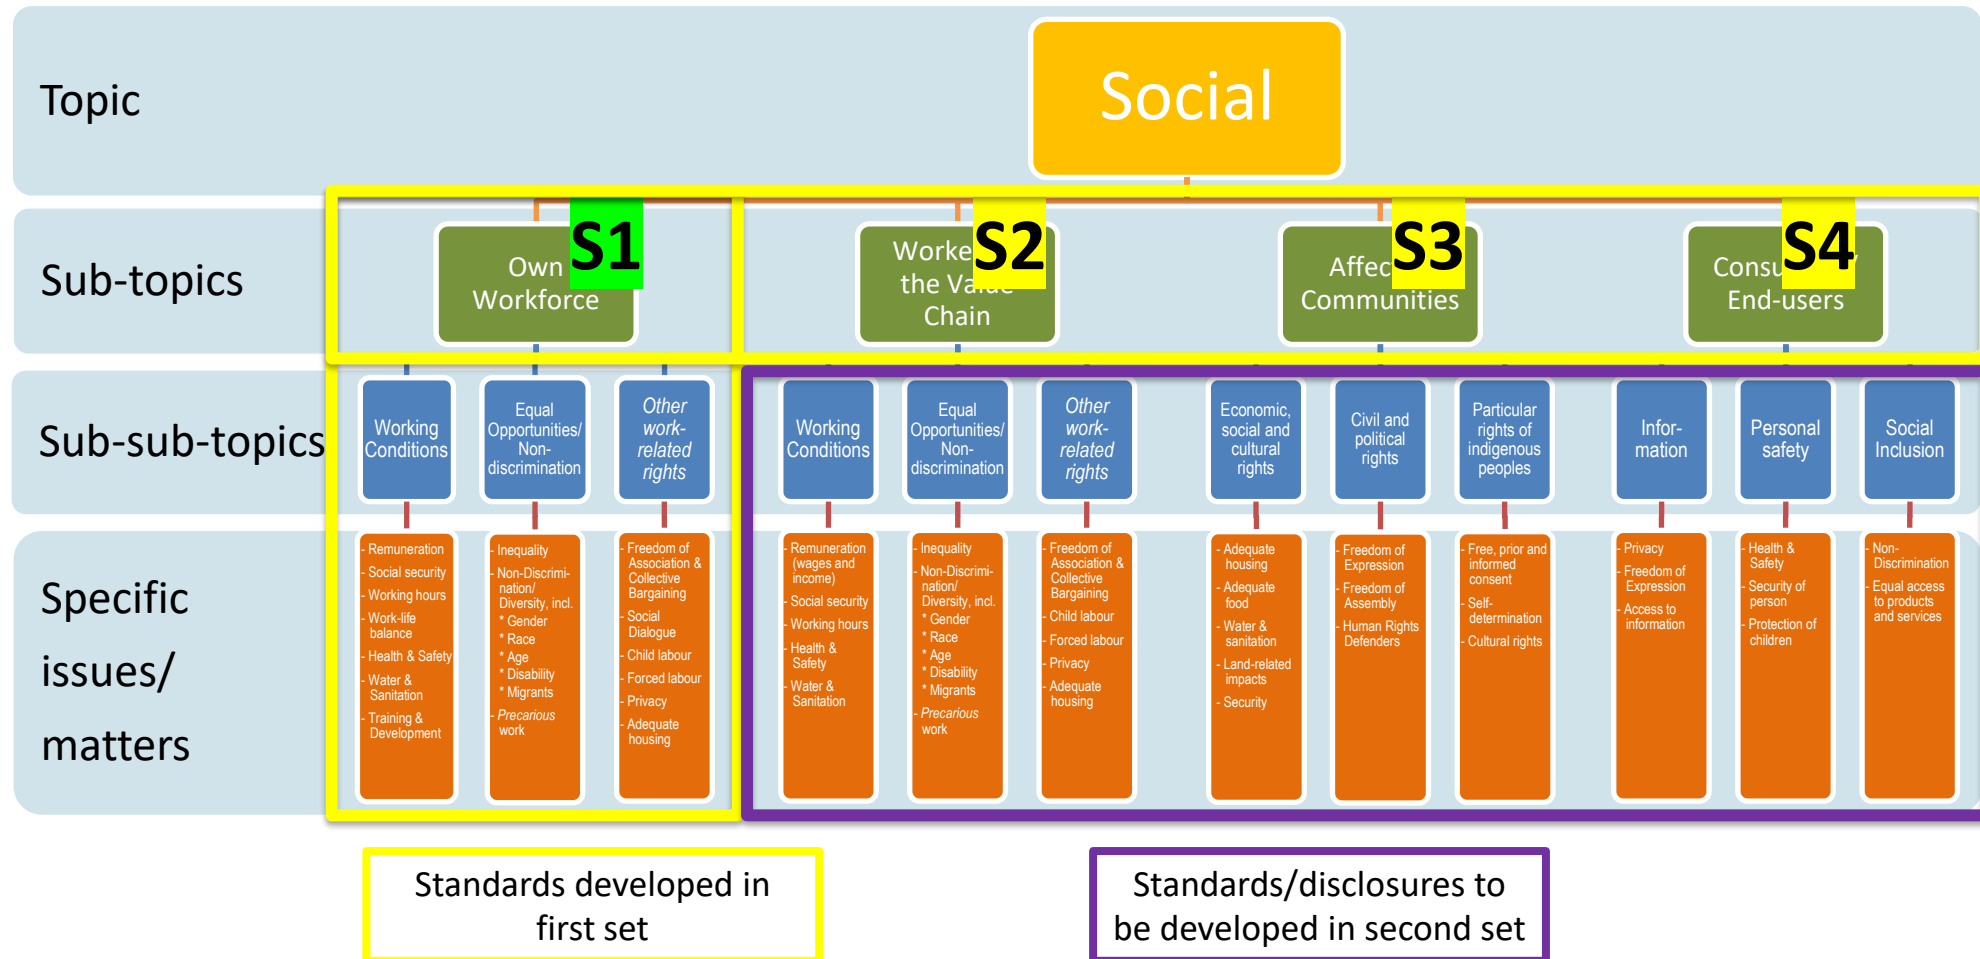 Social
Topic
Sub-topics
S1
Own
Workforce
S2
the
Chain
S3
Communities
S4
End-users
Sub-sub-topics
Working
Conditions
Equal
Opportunities/
Non-
discrimination
Other
work-
related
rights
Working
Conditions
Equal
Opportunities/
Non-
discrimination
Other
work-
related
rights
Economic,
social and
cultural
rights
Civil and
political
rights
Particular
rights of
indigenous
peoples
Infor-
mation
Personal
safety
Social
Inclusion
Specific
issues/
matters
- Remuneration
- Social security
- Working hours
- Work-life
balance
- Health & Safety
- Water &
Sanitation
- Training &
Development
- Inequality
- Non-Discrimi-
nation/
Diversity, incl.
* Gender
* Race
* Age
* Disability
* Migrants
- Precarious
work
- Freedom of
Association &
Collective
Bargaining
- Social
Dialogue
- Child labour
- Forced labour
- Privacy
- Adequate
housing
- Remuneration
(wages and
income)
- Social security
- Working hours
- Health &
Safety
- Water &
Sanitation
- Inequality
- Non-Discrimi-
nation/
Diversity, incl.
* Gender
* Race
* Age
* Disability
* Migrants
- Precarious
work
- Freedom of
Association &
Collective
Bargaining
- Child labour
- Forced labour
- Privacy
- Adequate
housing
- Adequate
housing
- Adequate
food
- Water &
sanitation
- Land-related
impacts
- Security
- Freedom of
Expression
- Freedom of
Assembly
- Human Rights
Defenders
- Free, prior and
informed
consent
- Self-
determination
- Cultural rights
- Privacy
- Freedom of
Expression
- Access to
information
- Health &
Safety
- Security of
person
- Protection of
children
- Non-
Discrimination
- Equal access
to products
and services
Standards developed in
first set
Standards/disclosures to
be developed in second set